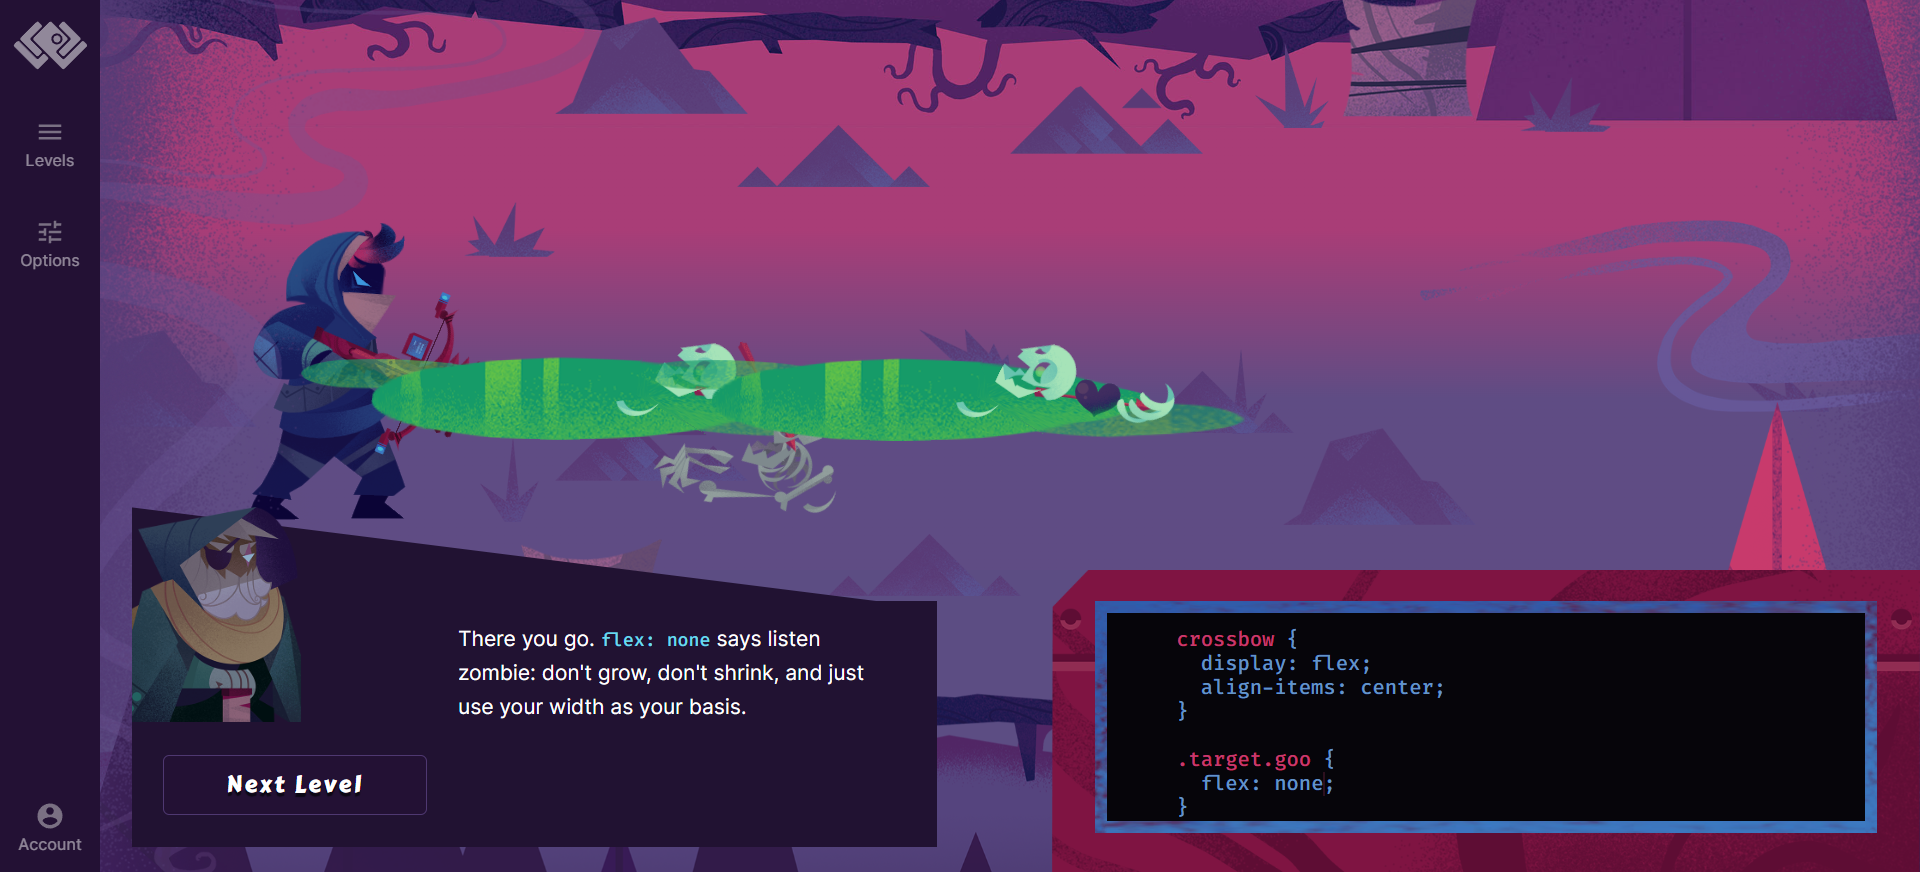 Levels
Options
There you go. flex: none says listen
zombie: don't grow, don't shrink, and just
use your width as your basis.
Next Level
Account
crossbow {
display: flex;
align-items: center;
}
.target.goo {
flex: none;
}